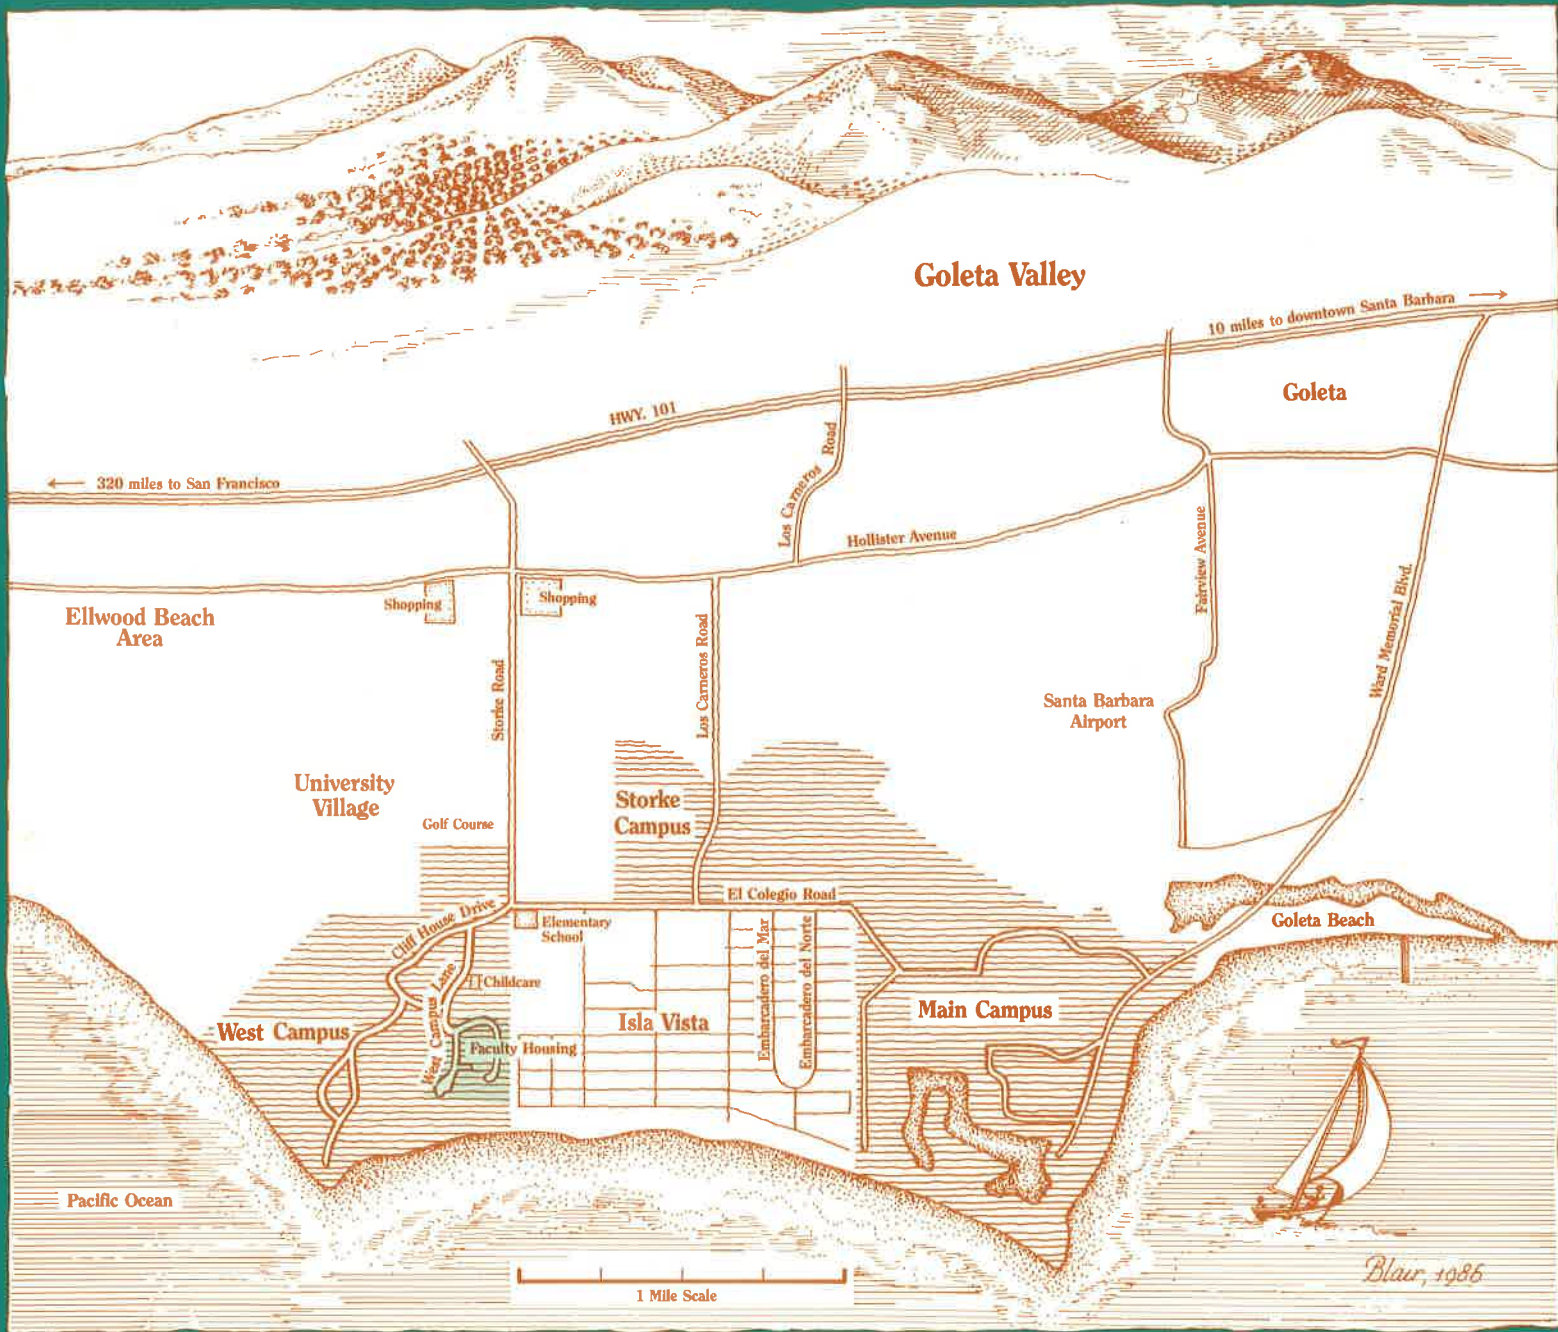 Goleta Valley
10 miles to downtown Santa Barbara
Goleta
HWY. 101
Los Carneros Road
320 miles to San Francisco
Hollister Avenue
Fairview Avenue
Ward Memorial Blvd.
Shopping
Shopping
Ellwood Beach
Area
Storke Road
Los Carneros Road
Santa Barbara
Airport
University
Village
Golf Course
Storke
Campus
El Colegio Road
Cliff House Drive
Elementary
School
Embarcadero del Mar
Embarcadero del Norte
Goleta Beach
Childcare
West Campus Lane
West Campus
Isla Vista
Main Campus
Faculty Housing
Pacific Ocean
1 Mile Scale
Blair, 1986